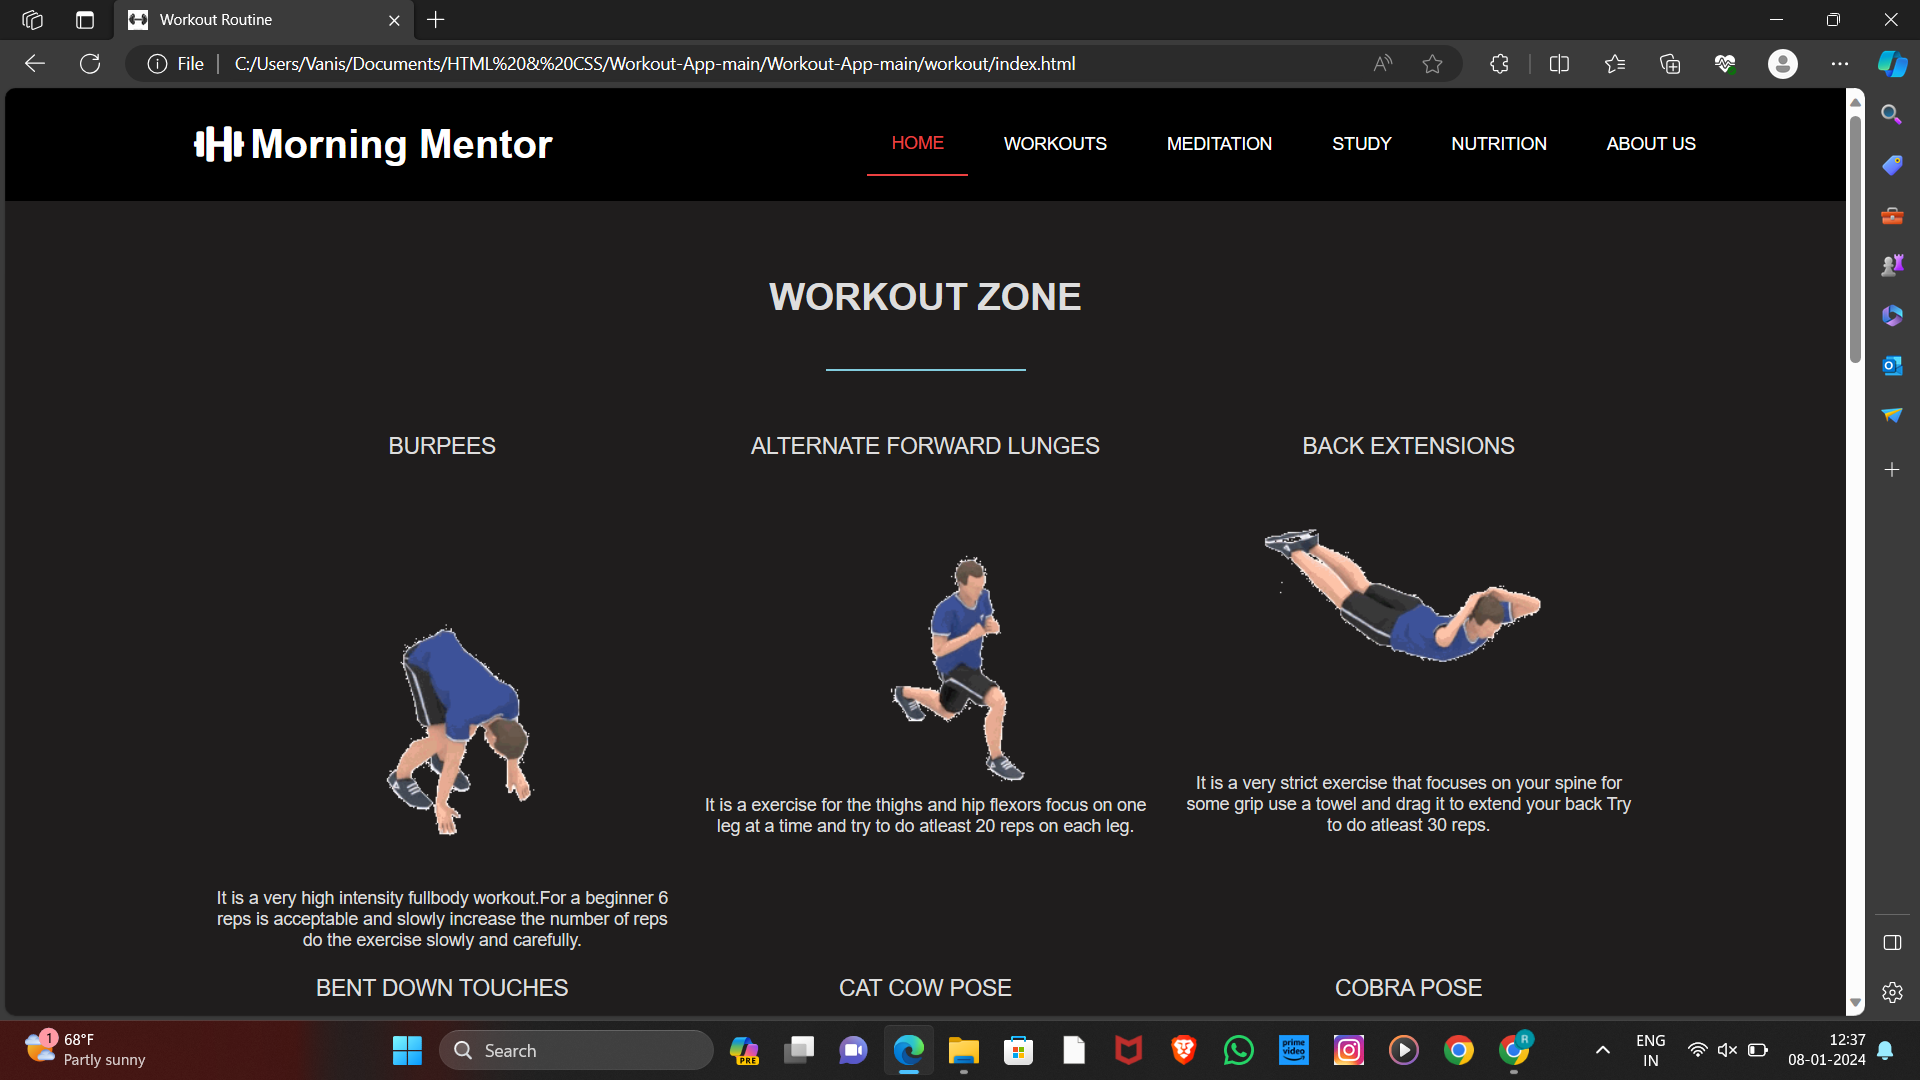 Workout Routine
File
C:/Users/Vanis/Documents/HTML%20&%20CSS/Workout-App-main/Workout-App-main/workout/index.html
Morning Mentor
HOME WORKOUTS MEDITATION STUDY NUTRITION ABOUT US
WORKOUT ZONE
BURPEES
It is a very high intensity fullbody workout.For a beginner 6
reps is acceptable and slowly increase the number of reps
do the exercise slowly and carefully.
ALTERNATE FORWARD LUNGES
It is a exercise for the thighs and hip flexors focus on one
leg at a time and try to do atleast 20 reps on each leg.
BACK EXTENSIONS
It is a very strict exercise that focuses on your spine for
some grip use a towel and drag it to extend your back Try
to do atleast 30 reps.
BENT DOWN TOUCHES
CAT COW POSE
COBRA POSE
1
68°F
Partly sunny
Search
PRE
prime
video
R
ENG
IN
12:37
08-01-2024